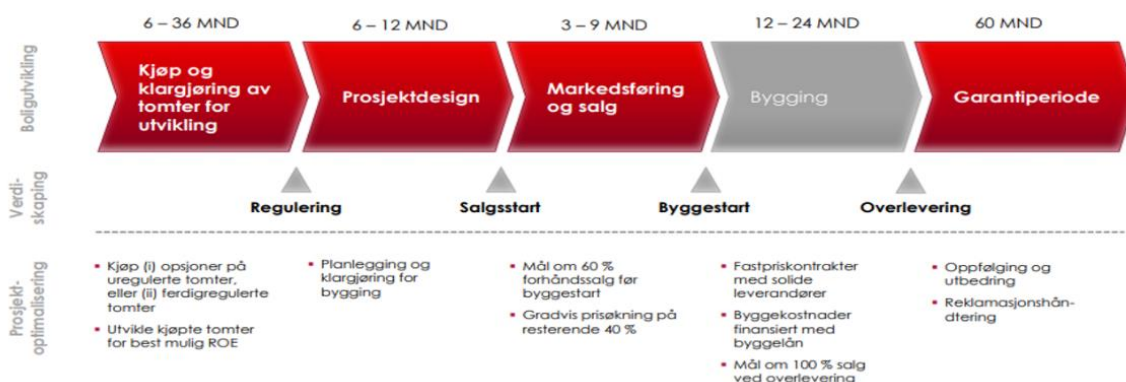 6 – 36 MND
6 – 12 MND
3 – 9 MND
12 – 24 MND
60 MND
Boligutvikling
Kjøp og
klargjøring av
tomter for
utvikling
Prosjektdesign
Markedsføring
og salg
Bygging
Garantiperiode
Verdi-
skaping
Regulering
Salgsstart
Byggestart
Overlevering
Prosjekt-
optimalisering
▪ Kjøp (i) opsjoner på
uregulerte tomter,
eller (ii) ferdigregulerte
tomter
▪ Utvikle kjøpte tomter
for best mulig ROE
▪ Planlegging og
klargjøring for
bygging
▪ Mål om 60 %
forhåndssalg før
byggestart
▪ Gradvis prisøkning på
resterende 40 %
▪ Fastpriskontrakter
med solide
leverandører
▪ Byggekostnader
finansiert med
byggelån
▪ Mål om 100 % salg
ved overlevering
▪ Oppfølging og
utbedring
▪ Reklamasjonshån-
dtering